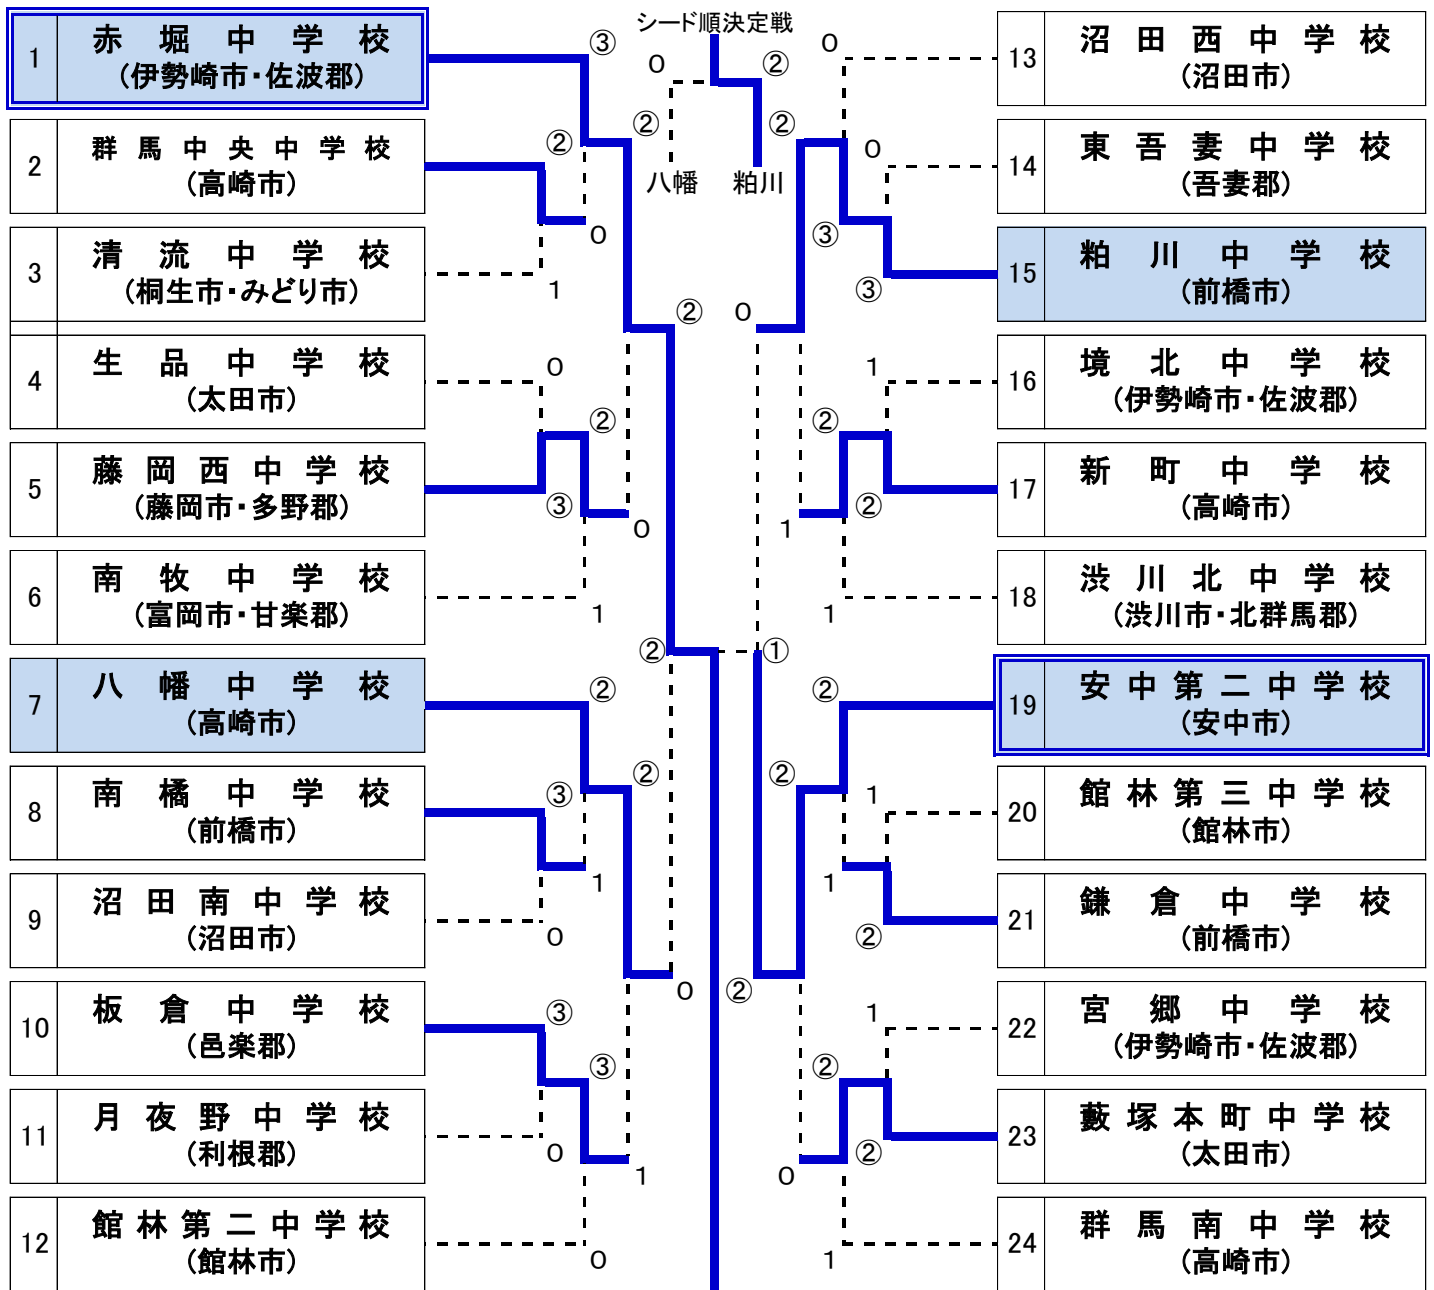 シード順決定戦
0
②
八幡
粕川
1
赤堀中学校
(伊勢崎市・佐波郡)
③
2
群馬中央中学校
(高崎市)
②
②
0
3
清流中学校
(桐生市・みどり市)
1
②
4
生品中学校
(太田市)
0
②
5
藤岡西中学校
(藤岡市・多野郡)
③
0
6
南牧中学校
(富岡市・甘楽郡)
1
②
7
八幡中学校
(高崎市)
②
②
8
南橘中学校
(前橋市)
③
1
9
沼田南中学校
(沼田市)
0
0
10
板倉中学校
(邑楽郡)
③
③
11
月夜野中学校
(利根郡)
0
1
12
館林第二中学校
(館林市)
0
0
13
沼田西中学校
(沼田市)
②
0
14
東吾妻中学校
(吾妻郡)
③
15
粕川中学校
(前橋市)
③
0
1
16
境北中学校
(伊勢崎市・佐波郡)
②
17
新町中学校
(高崎市)
②
1
18
渋川北中学校
(渋川市・北群馬郡)
1
①
②
19
安中第二中学校
(安中市)
②
1
20
館林第三中学校
(館林市)
1
21
鎌倉中学校
(前橋市)
②
②
1
22
宮郷中学校
(伊勢崎市・佐波郡)
②
23
藪塚本町中学校
(太田市)
②
0
24
群馬南中学校
(高崎市)
1